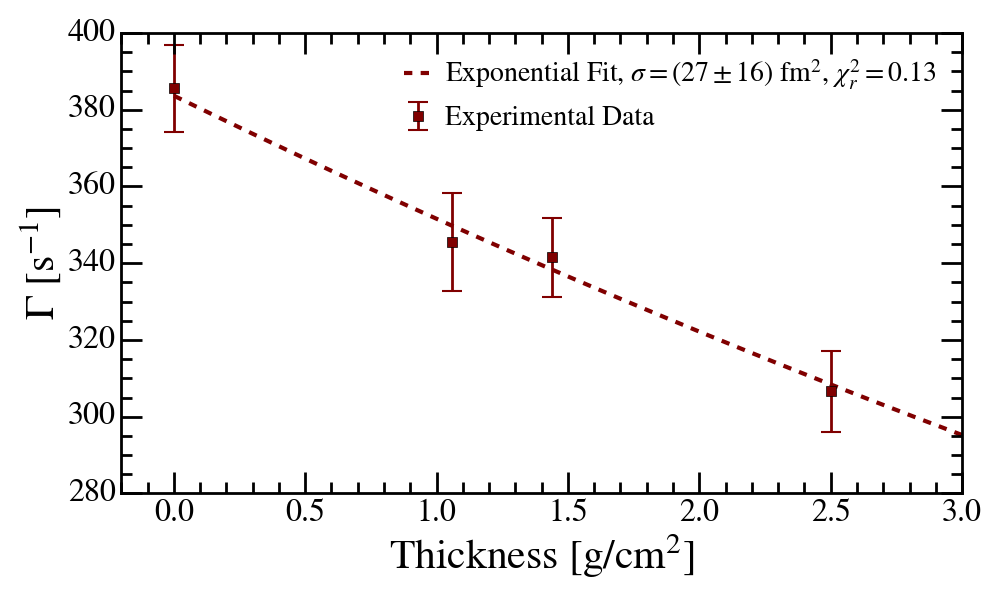 400
380
360
340
320
300
280
Γ [s⁻¹]
Exponential Fit, σ = (27 ± 16) fm², χᵣ² = 0.13
Experimental Data
0.0 0.5 1.0 1.5 2.0 2.5 3.0
Thickness [g/cm²]